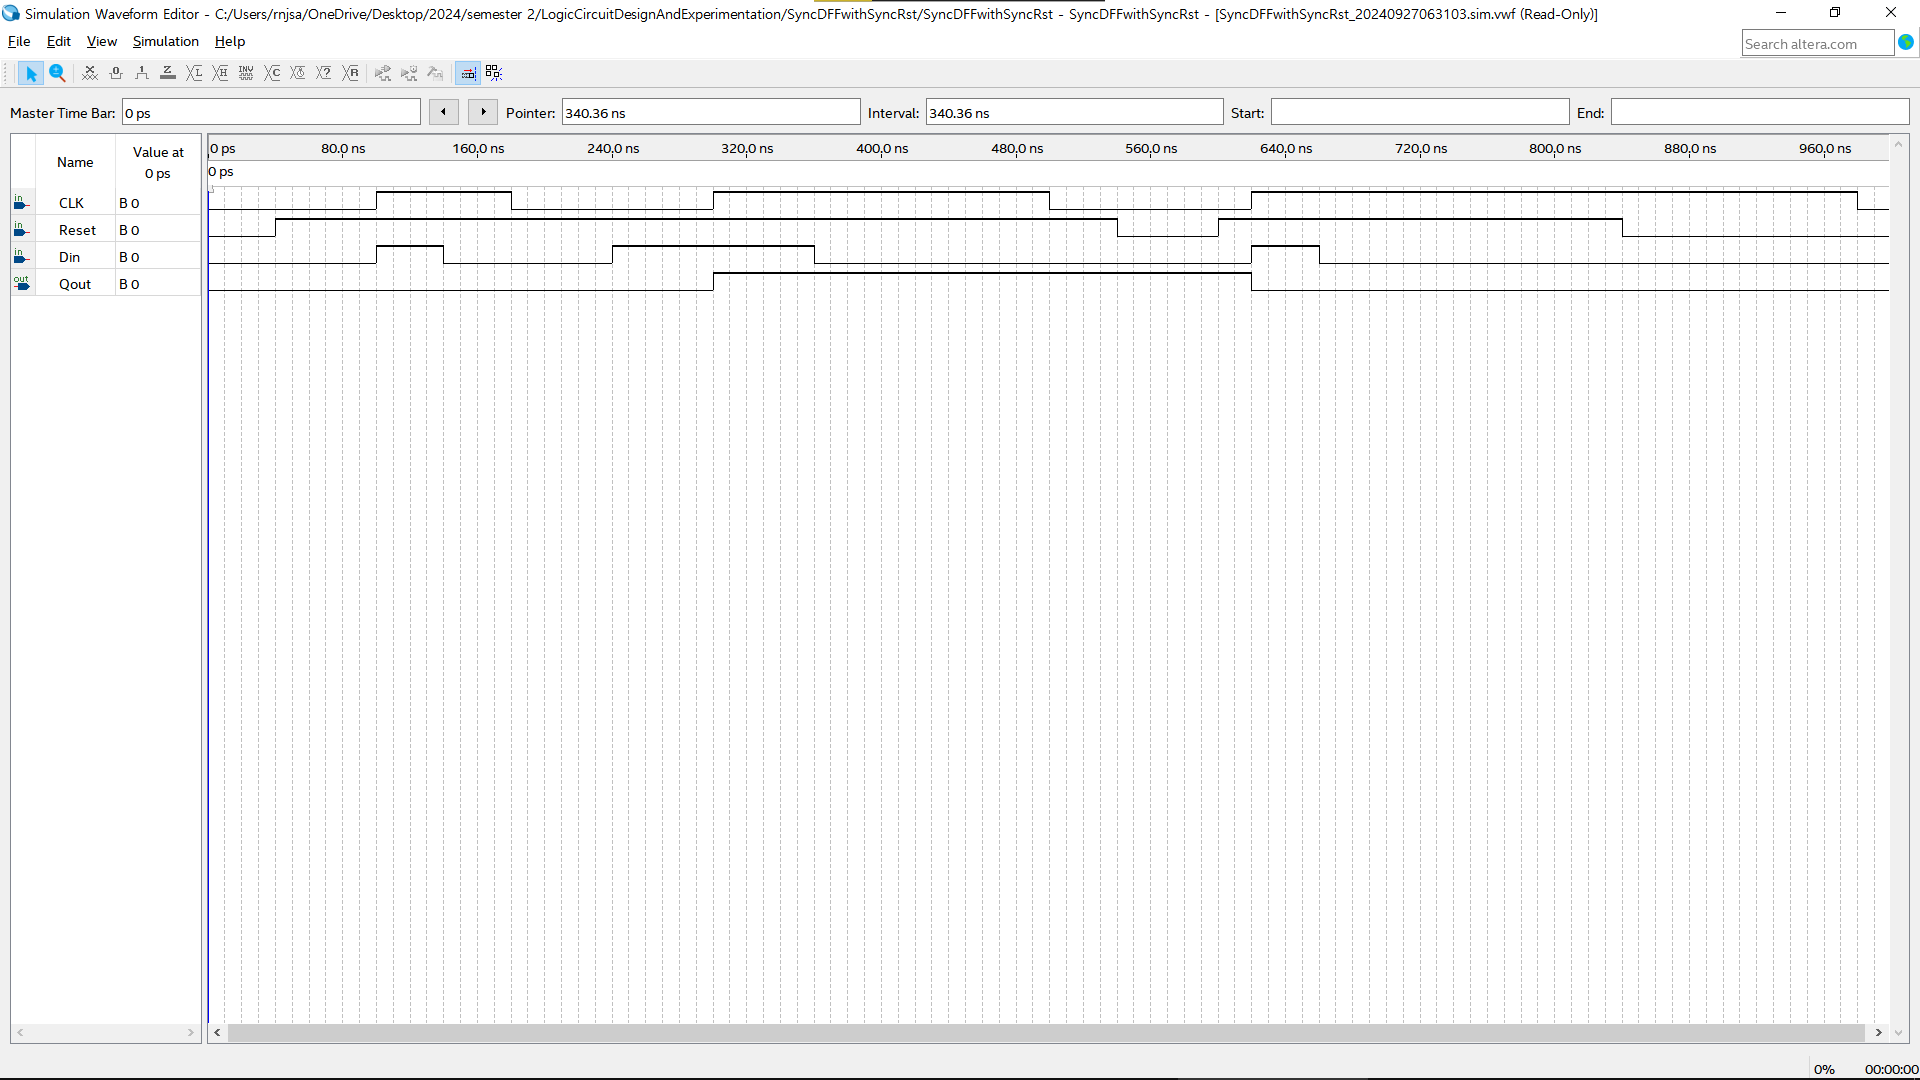 Simulation Waveform Editor - C:/Users/rnjsa/OneDrive/Desktop/2024/semester 2/LogicCircuitDesignAndExperimentation/SyncDFFwithSyncRst/SyncDFFwithSyncRst - SyncDFFwithSyncRst - [SyncDFFwithSyncRst_20240927063103.sim.vwf (Read-Only)]
File Edit View Simulation Help
Search altera.com
Master Time Bar: 0 ps Pointer: 340.36 ns Interval: 340.36 ns Start: End:
Name Value at 0 ps
0 ps 80.0 ns 160.0 ns 240.0 ns 320.0 ns 400.0 ns 480.0 ns 560.0 ns 640.0 ns 720.0 ns 800.0 ns 880.0 ns 960.0 ns
0 ps
in CLK B 0
in Reset B 0
in Din B 0
out Qout B 0
0% 00:00:00